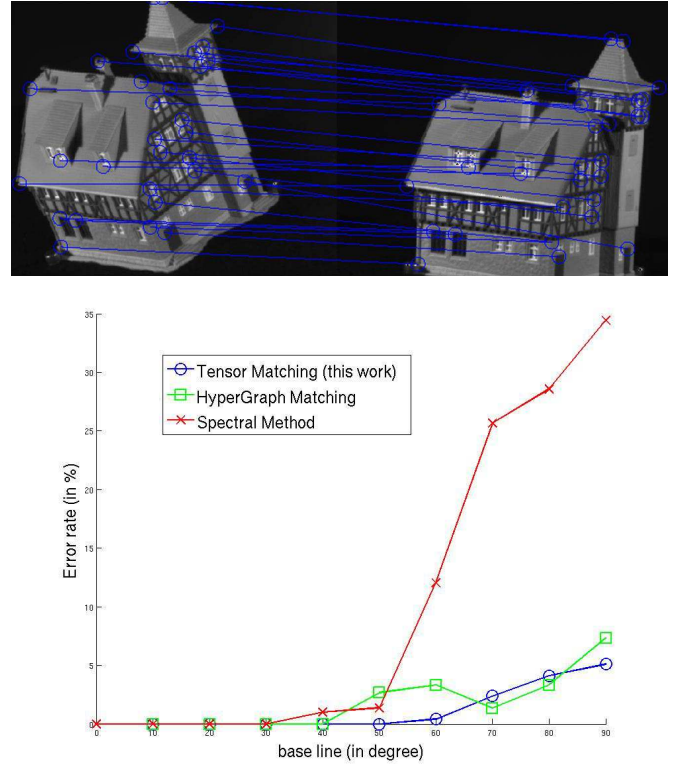 35
30
25
20
15
10
5
0
Error rate (in %)
Tensor Matching (this work)
HyperGraph Matching
Spectral Method
0 10 20 30 40 50 60 70 80 90
base line (in degree)